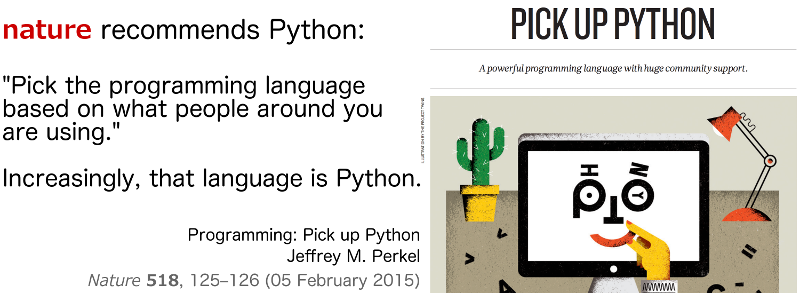 nature recommends Python:
"Pick the programming language
based on what people around you
are using."
Increasingly, that language is Python.
Programming: Pick up Python
Jeffrey M. Perkel
Nature 518, 125–126 (05 February 2015)
PICK UP PYTHON
A powerful programming language with huge community support.